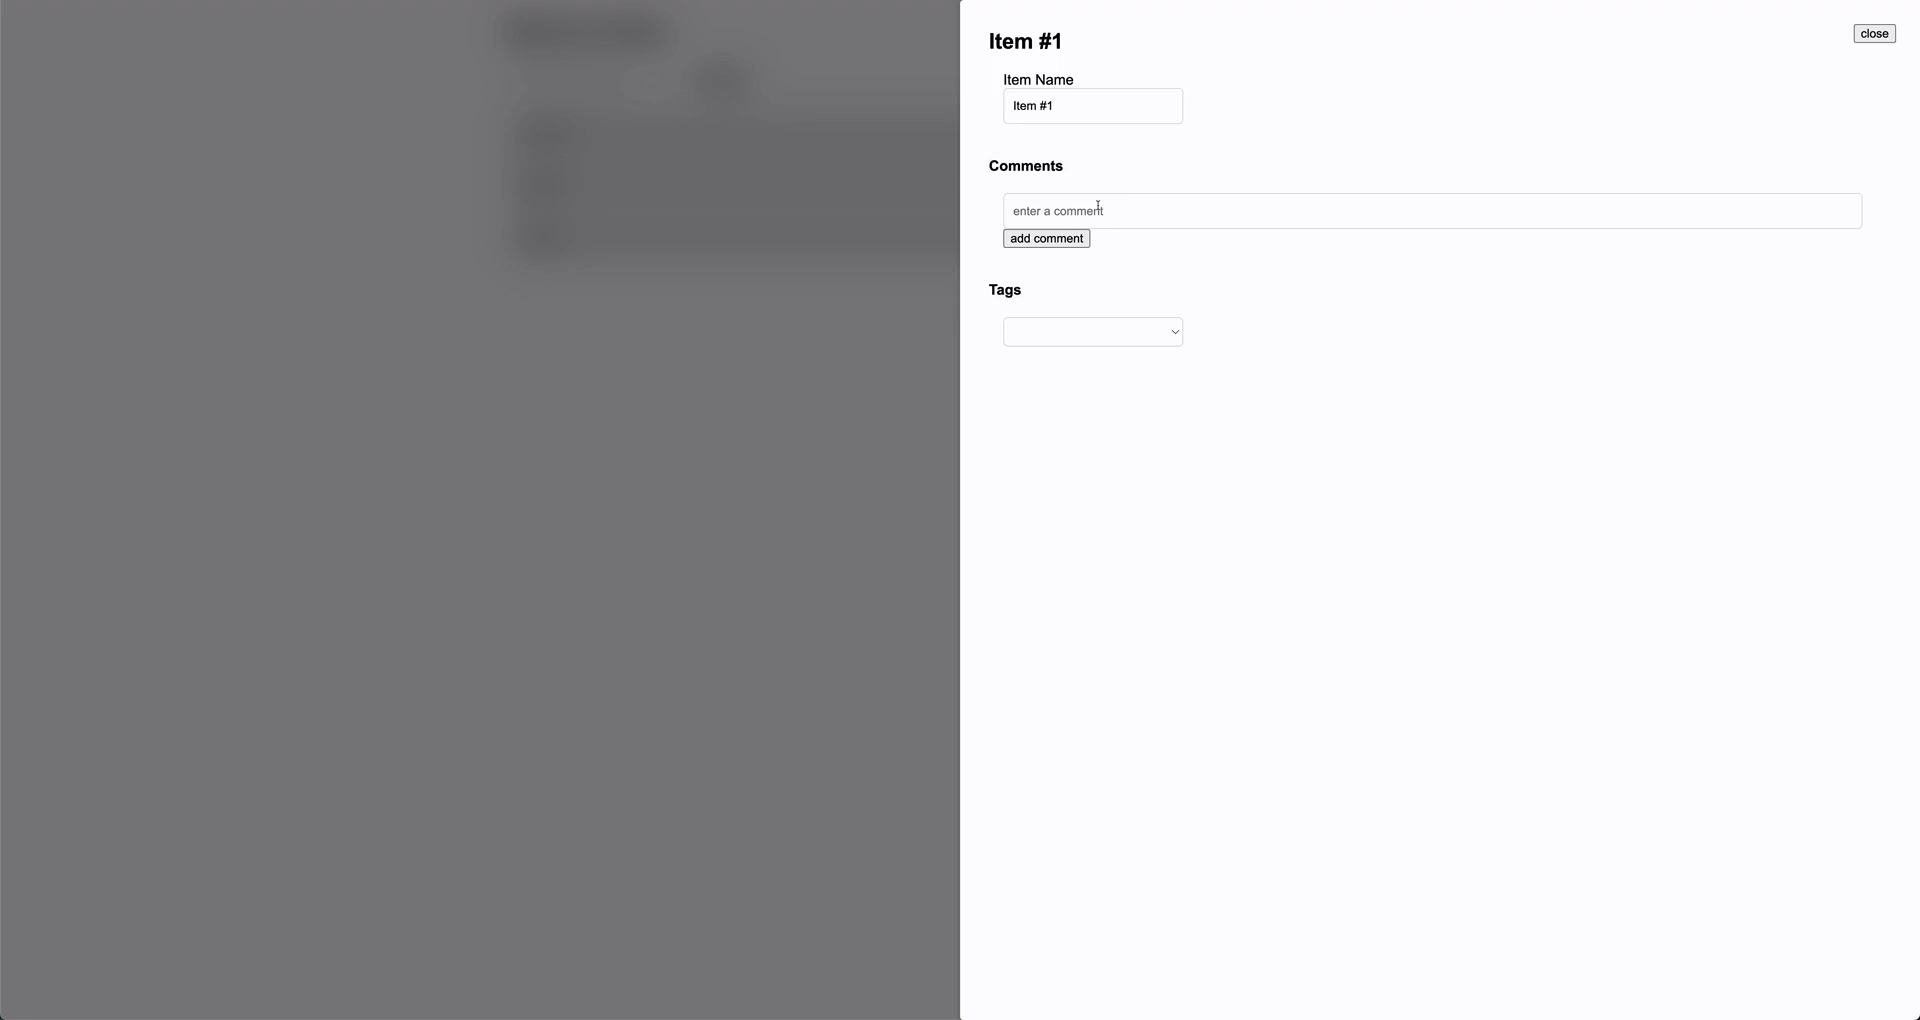 Item #1
close
Item Name
Item #1
Comments
enter a comment
add comment
Tags